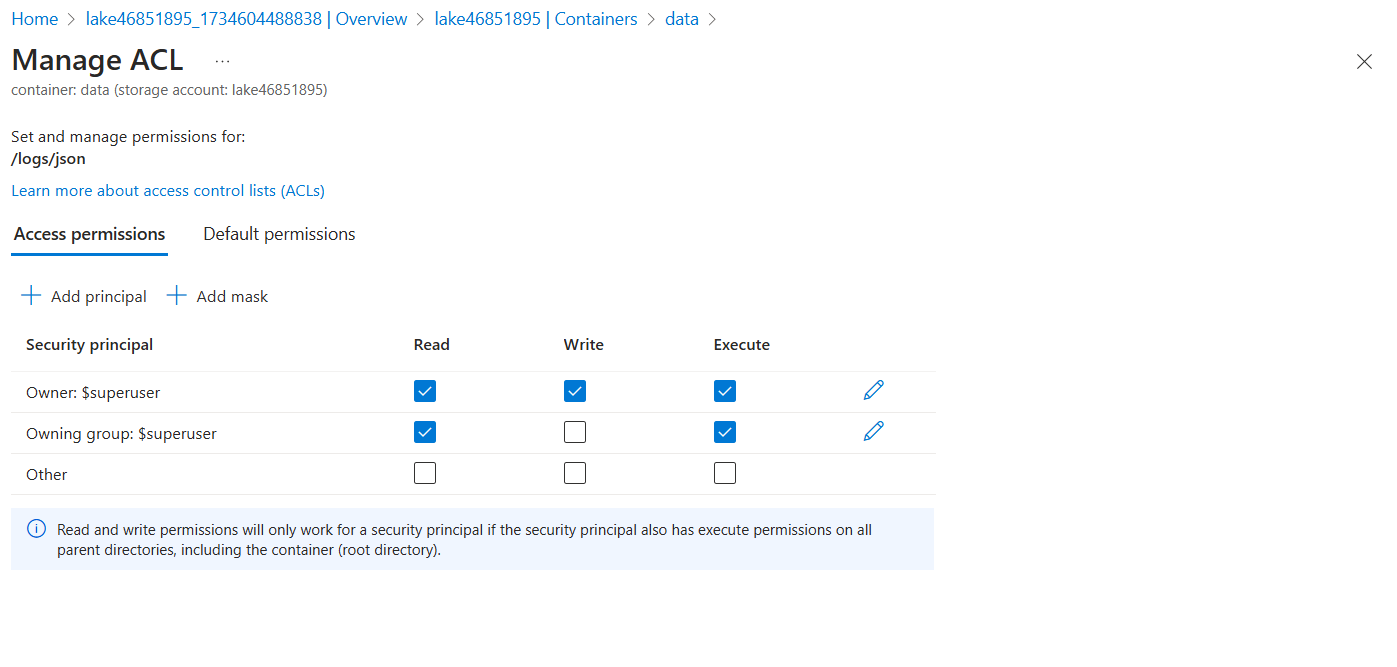 Home > lake46851895_1734604488838 | Overview > lake46851895 | Containers > data >
Manage ACL ...
container: data (storage account: lake46851895)
Set and manage permissions for:
/logs/json
Learn more about access control lists (ACLs)
Access permissions Default permissions
+ Add principal + Add mask
Security principal Read Write Execute
Owner: $superuser
Owning group: $superuser
Other
Read and write permissions will only work for a security principal if the security principal also has execute permissions on all
parent directories, including the container (root directory).